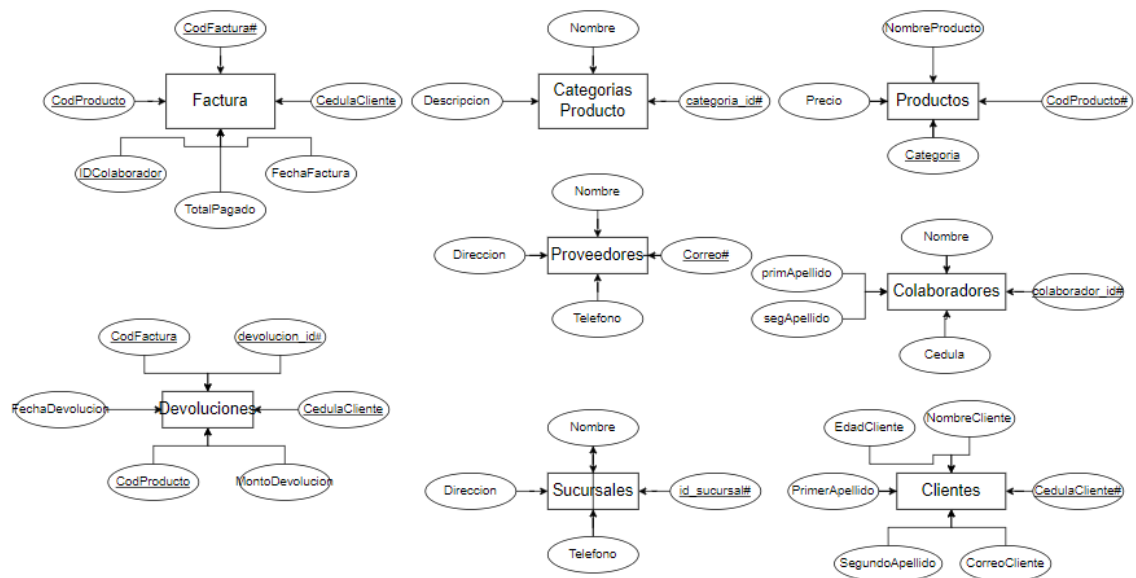 CodFactura#
CodProducto
Factura
CedulaCliente
IDColaborador
FechaFactura
TotalPagado
Nombre
Descripcion
Categorias
Producto
categoria_id#
NombreProducto
Precio
Productos
CodProducto#
Categoria
Nombre
Direccion
Proveedores
Correo#
Telefono
Nombre
primApellido
segApellido
Colaboradores
colaborador_id#
Cedula
CodFactura
devolucion_id#
FechaDevolucion
Devoluciones
CedulaCliente
CodProducto
MontoDevolucion
Nombre
Direccion
Sucursales
id_sucursal#
Telefono
EdadCliente
NombreCliente
PrimerApellido
Clientes
CedulaCliente#
SegundoApellido
CorreoCliente